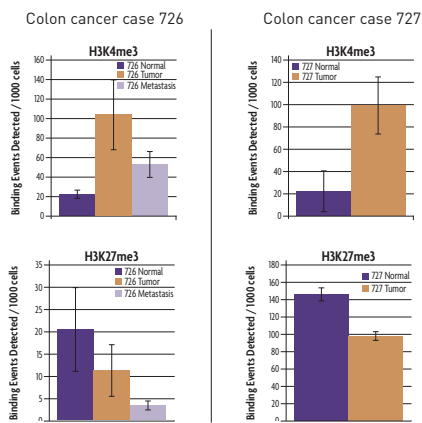 Colon cancer case 726
H3K4me3
726 Normal
726 Tumor
726 Metastasis
Binding Events Detected / 1000 cells
160
140
120
100
80
60
40
20
0
H3K27me3
726 Normal
726 Tumor
726 Metastasis
Binding Events Detected / 1000 cells
35
30
25
20
15
10
5
0
Colon cancer case 727
H3K4me3
727 Normal
727 Tumor
Binding Events Detected / 1000 cells
140
120
100
80
60
40
20
0
H3K27me3
727 Normal
727 Tumor
Binding Events Detected / 1000 cells
180
160
140
120
100
80
60
40
20
0